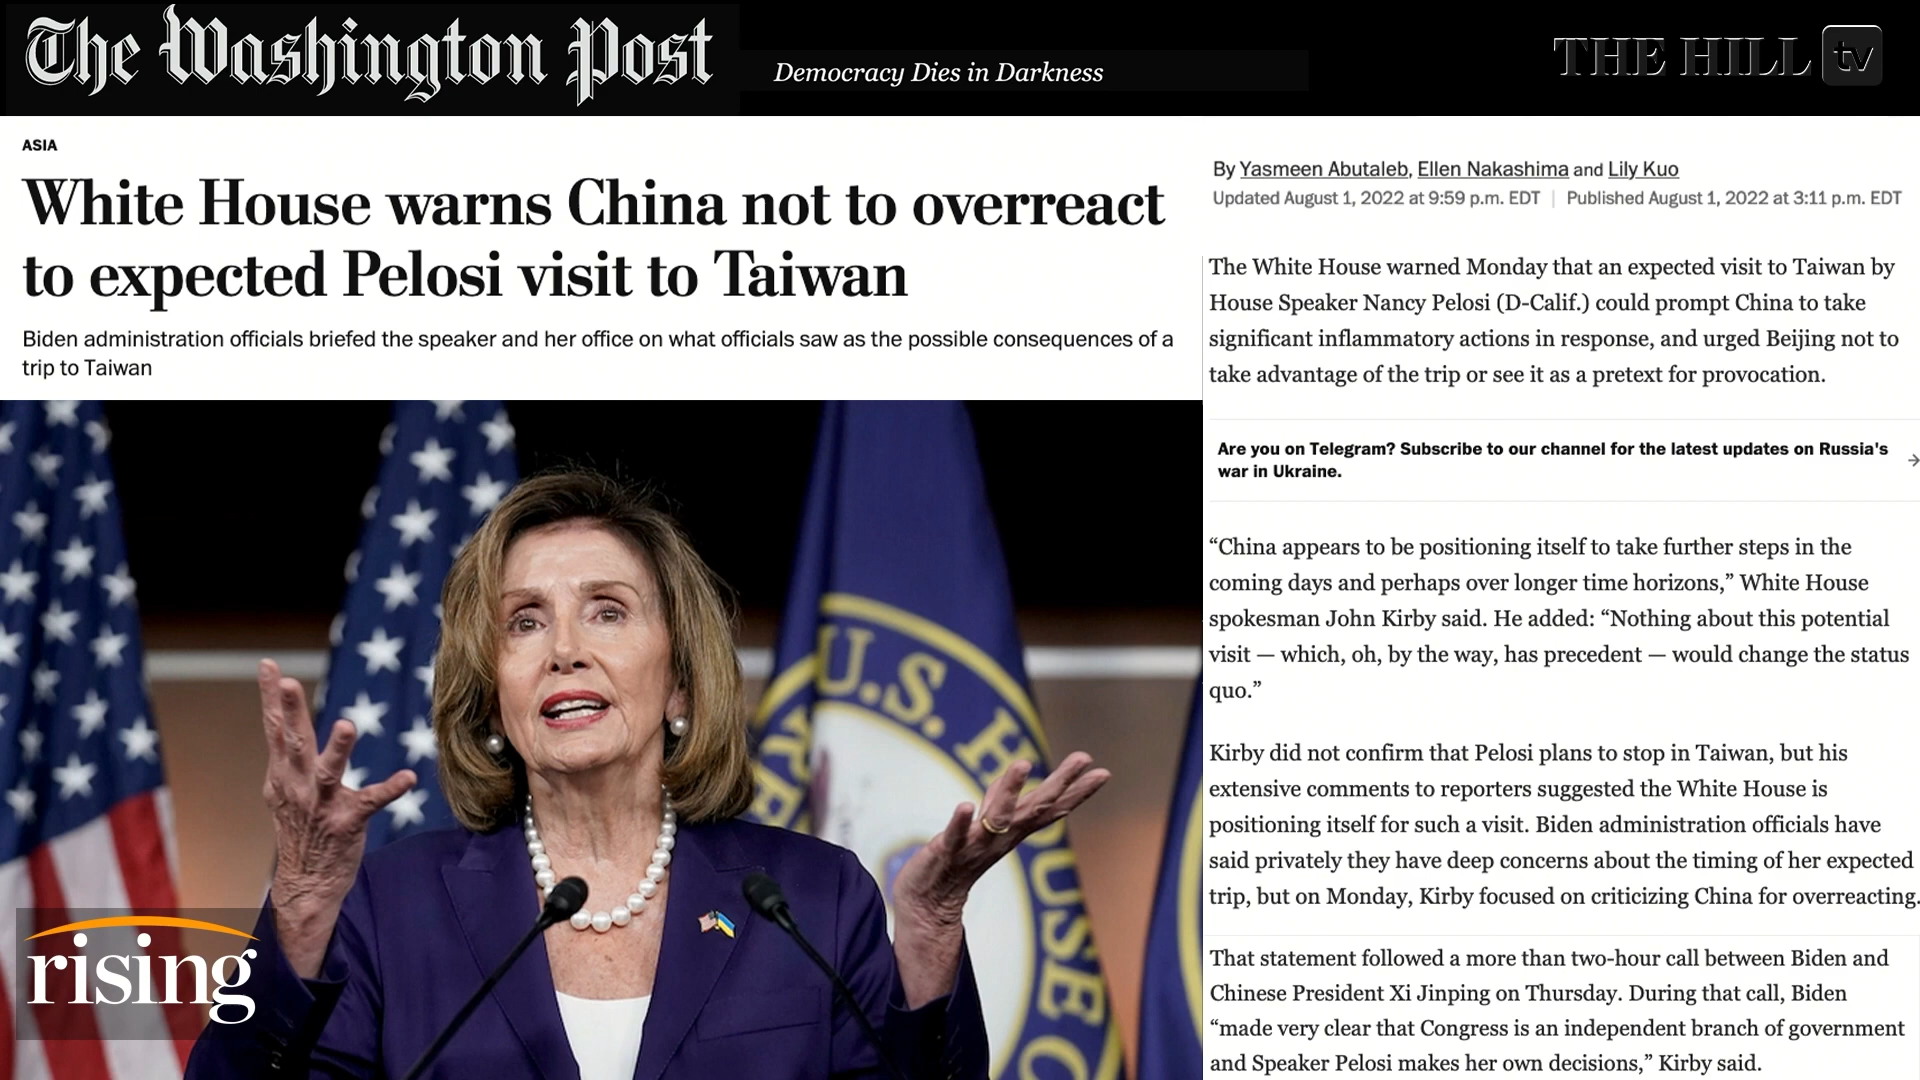 The Washington Post
Democracy Dies in Darkness
THE HILL tv
ASIA
White House warns China not to overreact
to expected Pelosi visit to Taiwan
Biden administration officials briefed the speaker and her office on what officials saw as the possible consequences of a
trip to Taiwan
U.S. HOUSE O
rising
By Yasmeen Abutaleb, Ellen Nakashima and Lily Kuo
Updated August 1, 2022 at 9:59 p.m. EDT | Published August 1, 2022 at 3:11 p.m. EDT
The White House warned Monday that an expected visit to Taiwan by
House Speaker Nancy Pelosi (D-Calif.) could prompt China to take
significant inflammatory actions in response, and urged Beijing not to
take advantage of the trip or see it as a pretext for provocation.
Are you on Telegram? Subscribe to our channel for the latest updates on Russia's
war in Ukraine.
“China appears to be positioning itself to take further steps in the
coming days and perhaps over longer time horizons,” White House
spokesman John Kirby said. He added: “Nothing about this potential
visit — which, oh, by the way, has precedent — would change the status
quo.”
Kirby did not confirm that Pelosi plans to stop in Taiwan, but his
extensive comments to reporters suggested the White House is
positioning itself for such a visit. Biden administration officials have
said privately they have deep concerns about the timing of her expected
trip, but on Monday, Kirby focused on criticizing China for overreacting.
That statement followed a more than two-hour call between Biden and
Chinese President Xi Jinping on Thursday. During that call, Biden
“made very clear that Congress is an independent branch of government
and Speaker Pelosi makes her own decisions,” Kirby said.